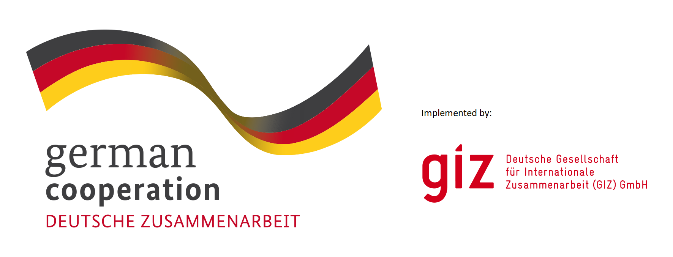 german
cooperation
DEUTSCHE ZUSAMMENARBEIT
Implemented by:
giz
Deutsche Gesellschaft
für Internationale
Zusammenarbeit (GIZ) GmbH